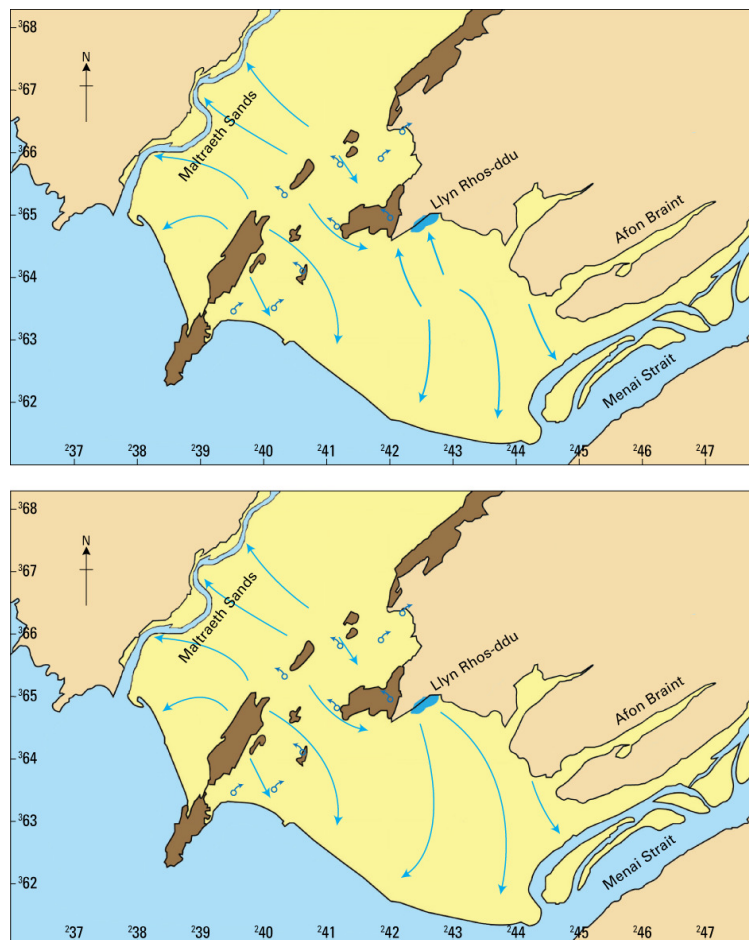 ³68
N
³67
Maltraeth Sands
³66
Llyn Rhos-ddu
³65
Afon Braint
³64
³63
Menai Strait
³62
²37 ²38 ²39 ²40 ²41 ²42 ²43 ²44 ²45 ²46 ²47
³68
N
³67
Maltraeth Sands
³66
Llyn Rhos-ddu
³65
Afon Braint
³64
³63
Menai Strait
³62
²37 ²38 ²39 ²40 ²41 ²42 ²43 ²44 ²45 ²46 ²47